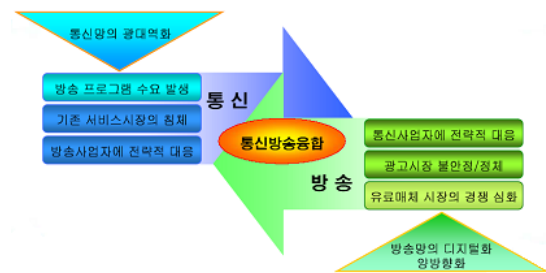 통신망의 광대역화
방송 프로그램 수요 발생
기존 서비스시장의 침체
방송사업자에 전략적 대응
통 신
통신방송융합
방 송
통신사업자에 전략적 대응
광고시장 불안정/정체
유료매체 시장의 경쟁 심화
방송망의 디지털화
양방향화